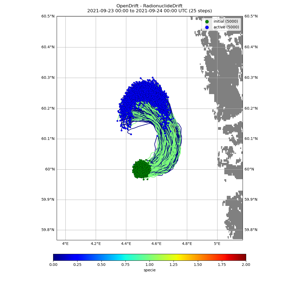 OpenDrift - RadionuclideDrift
2021-09-23 00:00 to 2021-09-24 00:00 UTC (25 steps)
initial (5000)
active (5000)
60.5°N
60.5°N
60.4°N
60.4°N
60.3°N
60.3°N
60.2°N
60.2°N
60.1°N
60.1°N
60°N
60°N
59.9°N
59.9°N
59.8°N
59.8°N
4°E
4.2°E
4.4°E
4.6°E
4.8°E
5°E
5.2°E
0.00
0.25
0.50
0.75
1.00
1.25
1.50
1.75
2.00
specie